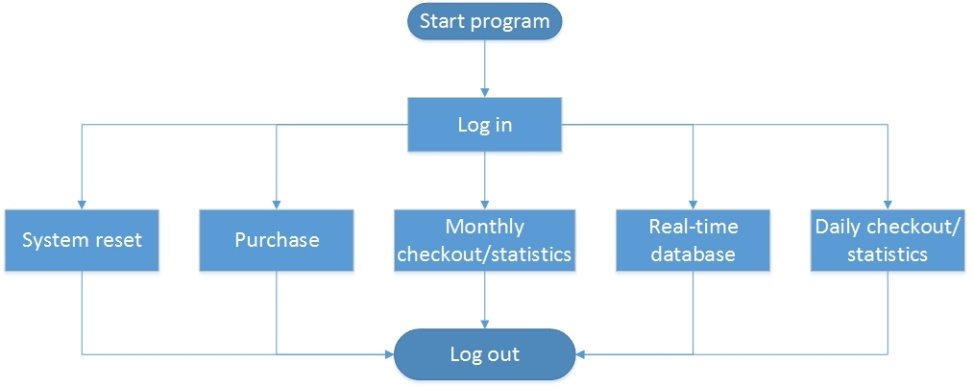 Start program
Log in
System reset
Purchase
Monthly
checkout/statistics
Real-time
database
Daily checkout/
statistics
Log out